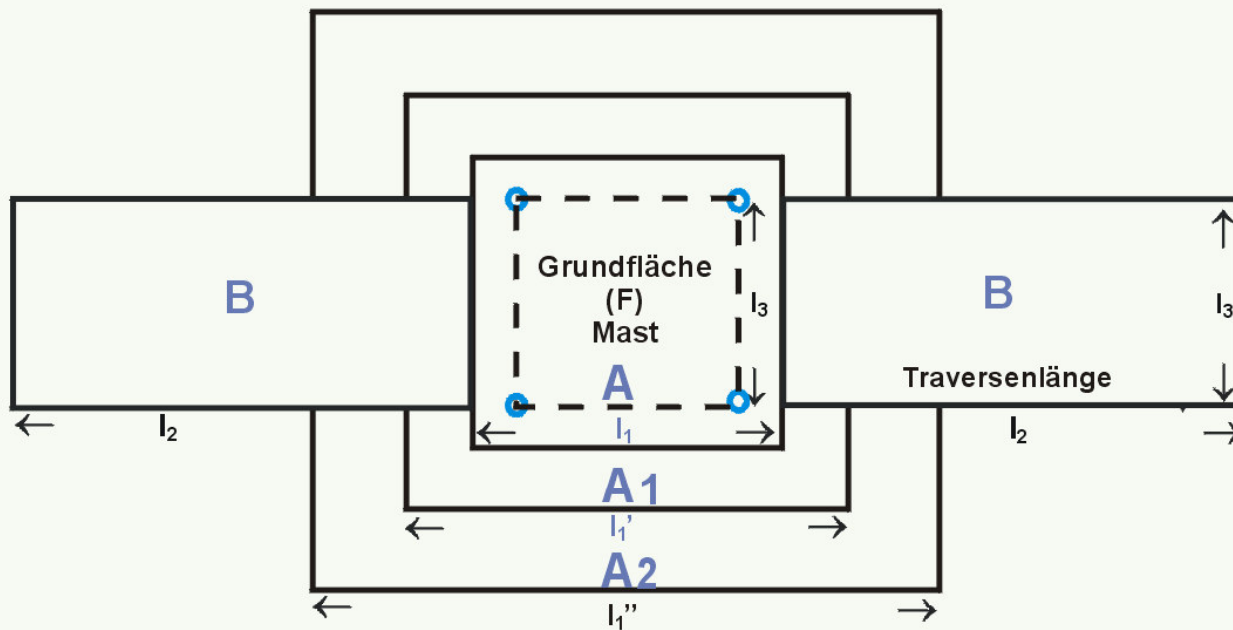 Grundfläche
(F)
Mast
B
B
l3
l3
Traversenlänge
A
l1
l2
l2
A1
l1’
A2
l1’’